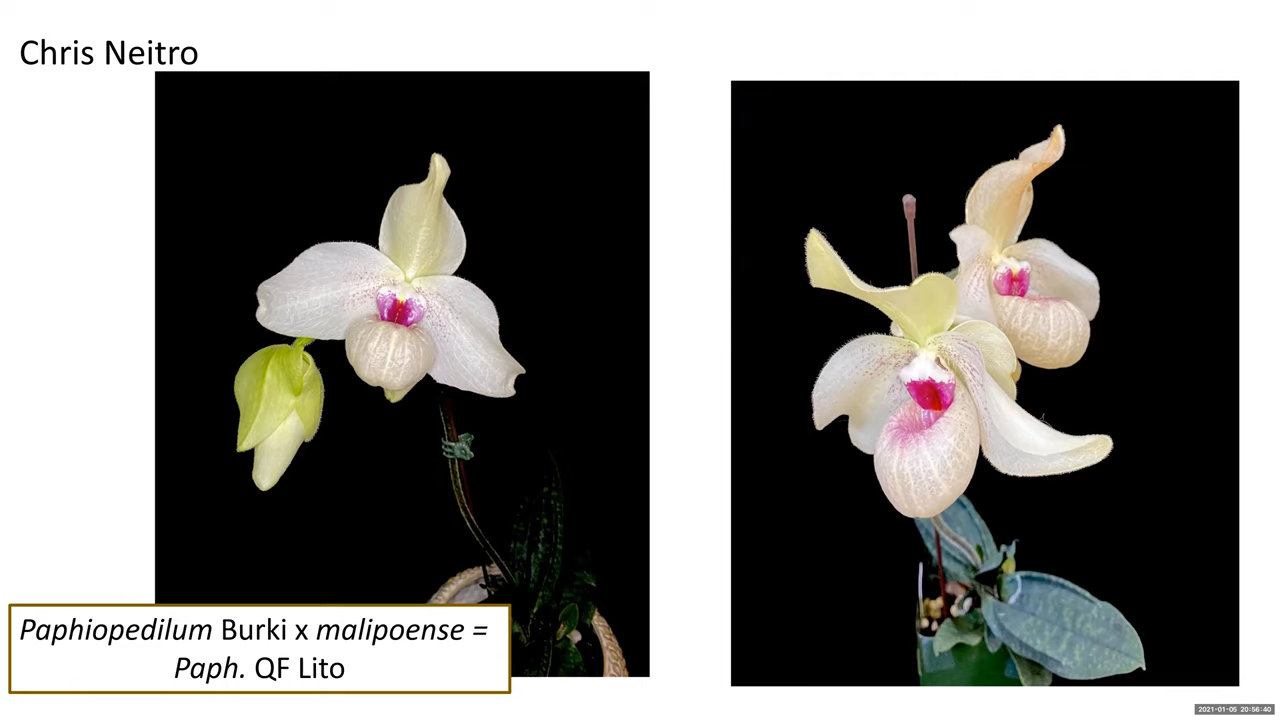 Chris Neitro
Paphiopedilum Burki x malipoense =
Paph. QF Lito
2021-01-05 20:56:40